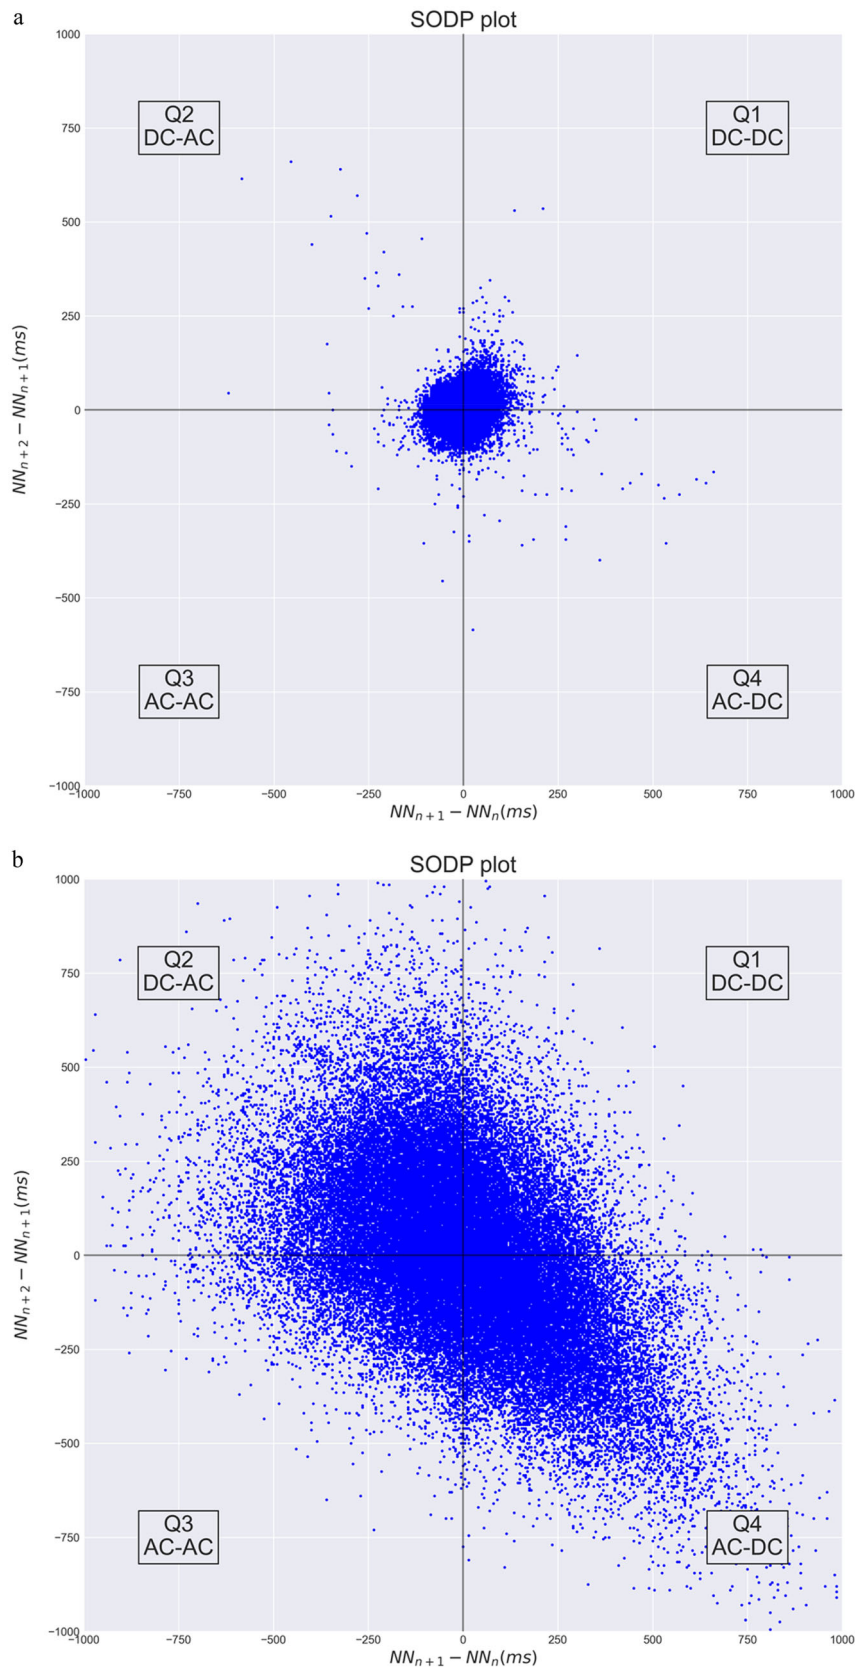 a
SODP plot
1000
Q2
DC-AC
Q1
DC-DC
750
500
250
0
−250
−500
Q3
AC-AC
Q4
AC-DC
−750
−1000
−1000 −750 −500 −250 0 250 500 750 1000
NNn+2 − NNn+1(ms)
NNn+1 − NNn(ms)
b
SODP plot
1000
Q2
DC-AC
Q1
DC-DC
750
500
250
0
−250
−500
Q3
AC-AC
Q4
AC-DC
−750
−1000
−1000 −750 −500 −250 0 250 500 750 1000
NNn+2 − NNn+1(ms)
NNn+1 − NNn(ms)